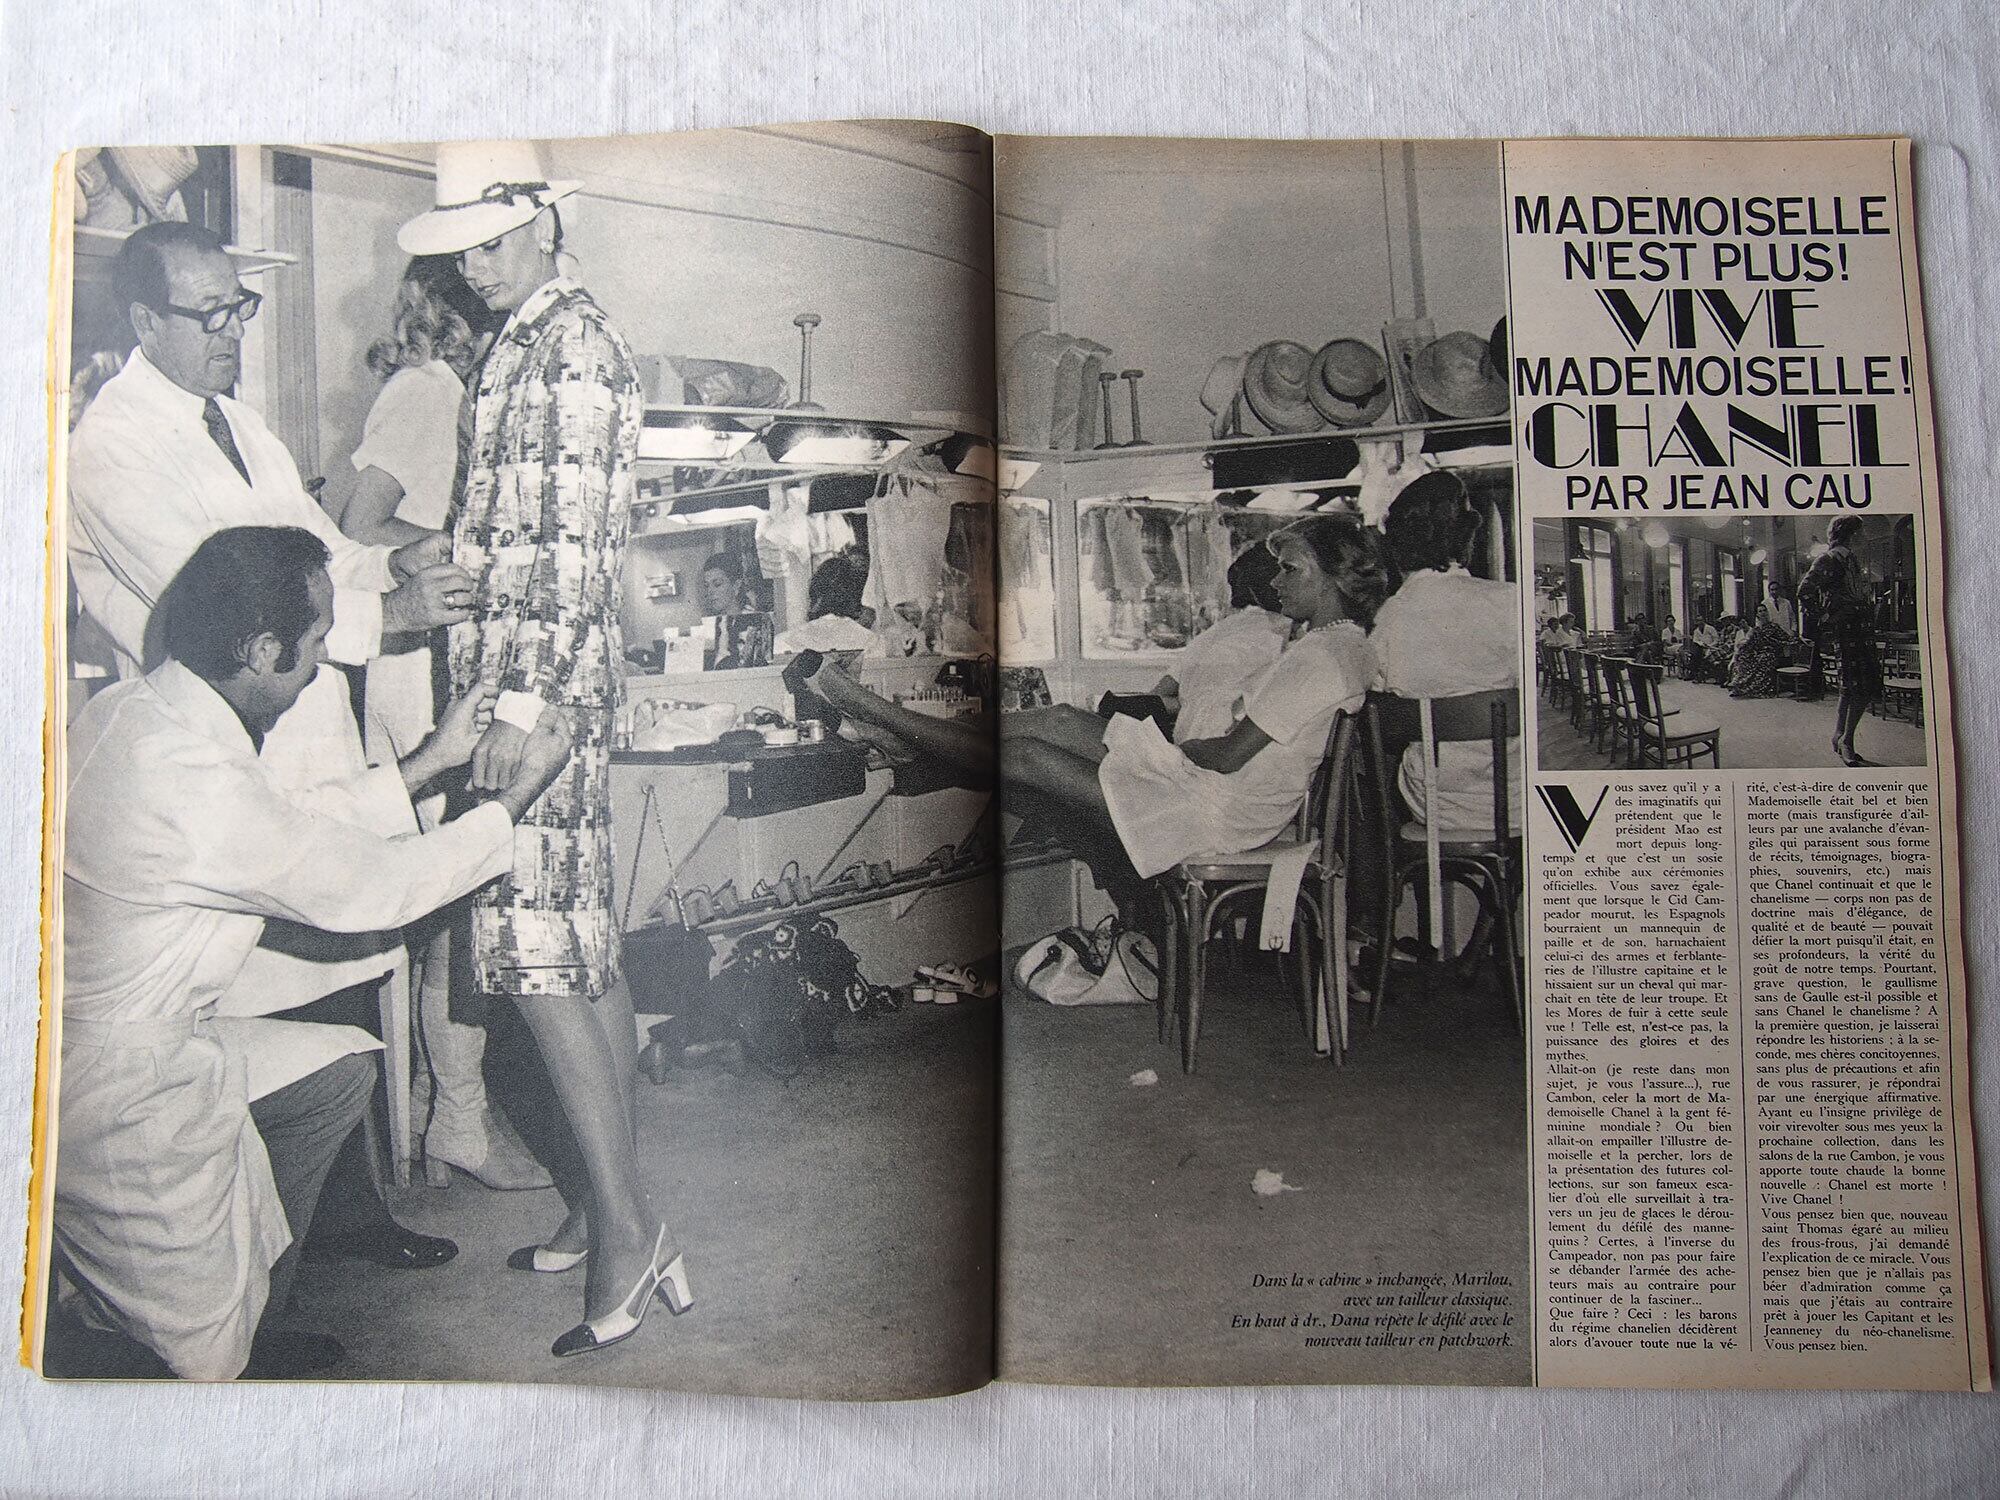 MADEMOISELLE
N'EST PLUS!
VIVE
MADEMOISELLE!
CHANEL
PAR JEAN CAU
Vous savez qu'il y a
des imaginatifs qui
prétendent que le
président Mao est
mort depuis long-
temps et que c'est un sosie
qu'on exhibe aux cérémonies
officielles. Vous savez égale-
ment que lorsque le Cid Cam-
peador mourut, les Espagnols
bourraient un mannequin de
paille et de son, harnachaient
celui-ci des armes et ferblante-
ries de l'illustre capitaine et le
hissaient sur un cheval qui mar-
chait en tête de leur troupe. Et
les Mores de fuir à cette seule
vue ! Telle est, n'est-ce pas, la
puissance des gloires et des
mythes.
Allait-on (je reste dans mon
sujet, je vous l'assure...), rue
Cambon, celer la mort de Ma-
demoiselle Chanel à la gent fé-
minine mondiale ? Ou bien
allait-on empailler l'illustre de-
moiselle et la percher, lors de
la présentation des futures col-
lections, sur son fameux esca-
lier d'où elle surveillait à tra-
vers un jeu de glaces le dérou-
lement du défilé des manne-
quins ? Certes, à l'inverse du
Campeador, non pas pour faire
se débander l'armée des ache-
teurs mais au contraire pour
continuer de la fasciner...
Que faire ? Ceci : les barons
du régime chanelien décidèrent
alors d'avouer toute nue la vé-
rité, c'est-à-dire de convenir que
Mademoiselle était bel et bien
morte (mais transfigurée d'ail-
leurs par une avalanche d'évan-
giles qui paraissent sous forme
de récits, témoignages, biogra-
phies, souvenirs, etc.) mais
que Chanel continuait et que le
chanelisme — corps non pas de
doctrine mais d'élégance, de
qualité et de beauté — pouvait
défier la mort puisqu'il était, en
ses profondeurs, la vérité du
goût de notre temps. Pourtant,
grave question, le gaullisme
sans de Gaulle est-il possible et
sans Chanel le chanelisme ? A
la première question, je laisserai
répondre les historiens ; à la se-
conde, mes chères concitoyennes,
sans plus de précautions et afin
de vous rassurer, je répondrai
par une énergique affirmative.
Ayant eu l'insigne privilège de
voir virevolter sous mes yeux la
prochaine collection, dans les
salons de la rue Cambon, je vous
apporte toute chaude la bonne
nouvelle : Chanel est morte !
Vive Chanel !
Vous pensez bien que, nouveau
saint Thomas égaré au milieu
des frous-frous, j'ai demandé
l'explication de ce miracle. Vous
pensez bien que je n'allais pas
béer d'admiration comme ça
mais que j'étais au contraire
prêt à jouer les Capitant et les
Jeanneney du néo-chanelisme.
Vous pensez bien.
Dans la « cabine » inchangée, Marilou,
avec un tailleur classique.
En haut à dr., Dana répète le défilé avec le
nouveau tailleur en patchwork.